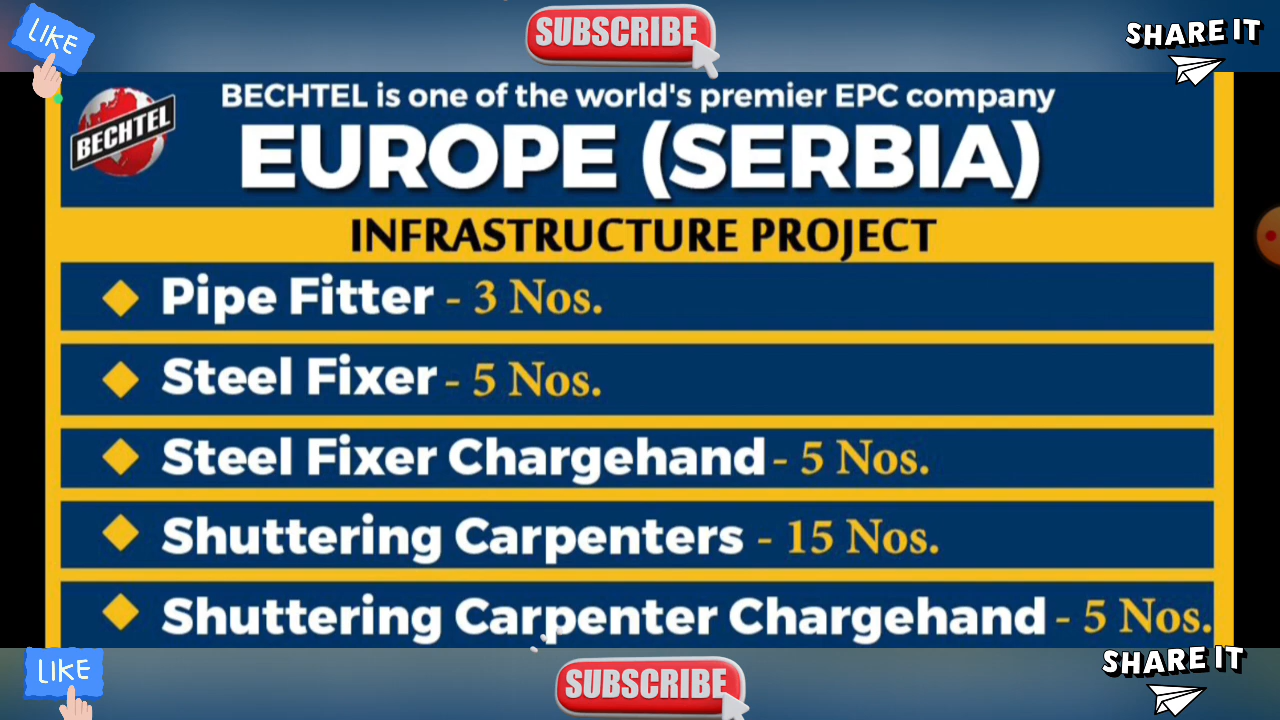 LIKE
SUBSCRIBE
SHARE IT
BECHTEL
BECHTEL is one of the world's premier EPC company
EUROPE (SERBIA)
INFRASTRUCTURE PROJECT
Pipe Fitter - 3 Nos.
Steel Fixer - 5 Nos.
Steel Fixer Chargehand - 5 Nos.
Shuttering Carpenters - 15 Nos.
Shuttering Carpenter Chargehand - 5 Nos.
LIKE
SUBSCRIBE
SHARE IT